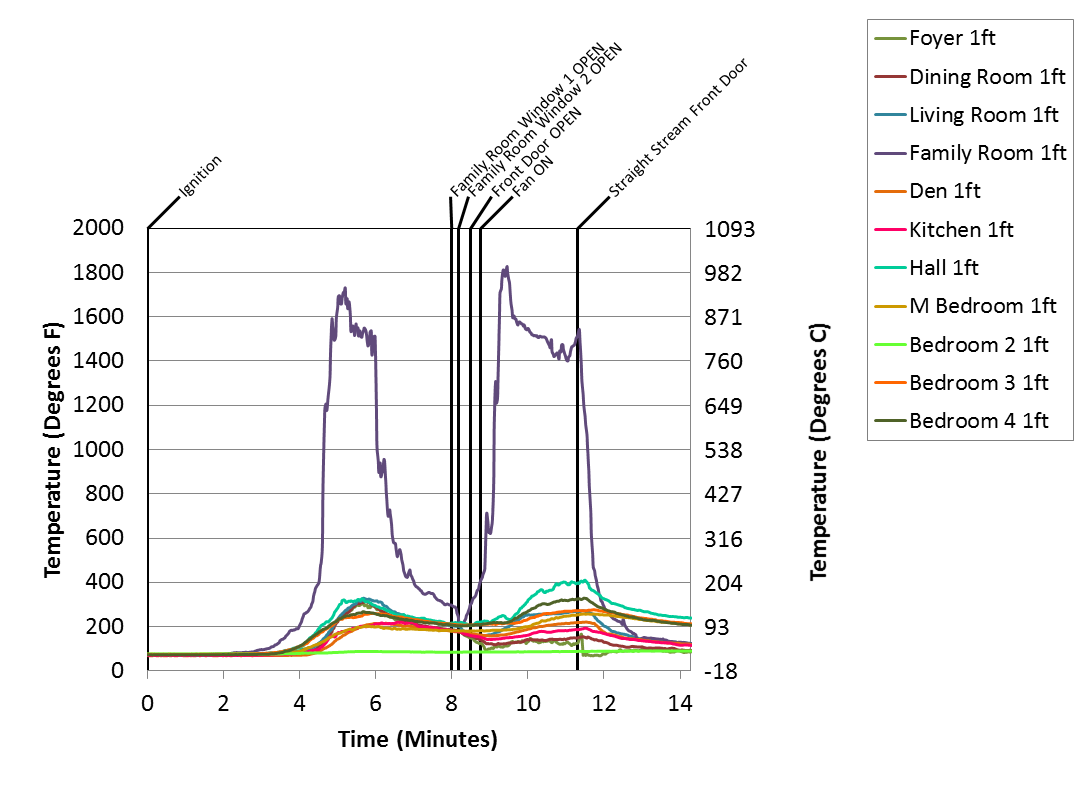 Ignition
Family Room Window 1 OPEN
Family Room Window 2 OPEN
Front Door OPEN
Fan ON
Straight Stream Front Door
Foyer 1ft
Dining Room 1ft
Living Room 1ft
Family Room 1ft
Den 1ft
Kitchen 1ft
Hall 1ft
M Bedroom 1ft
Bedroom 2 1ft
Bedroom 3 1ft
Bedroom 4 1ft
Temperature (Degrees F)
2000
1800
1600
1400
1200
1000
800
600
400
200
0
1093
982
871
760
649
538
427
316
204
93
-18
Temperature (Degrees C)
0 2 4 6 8 10 12 14
Time (Minutes)